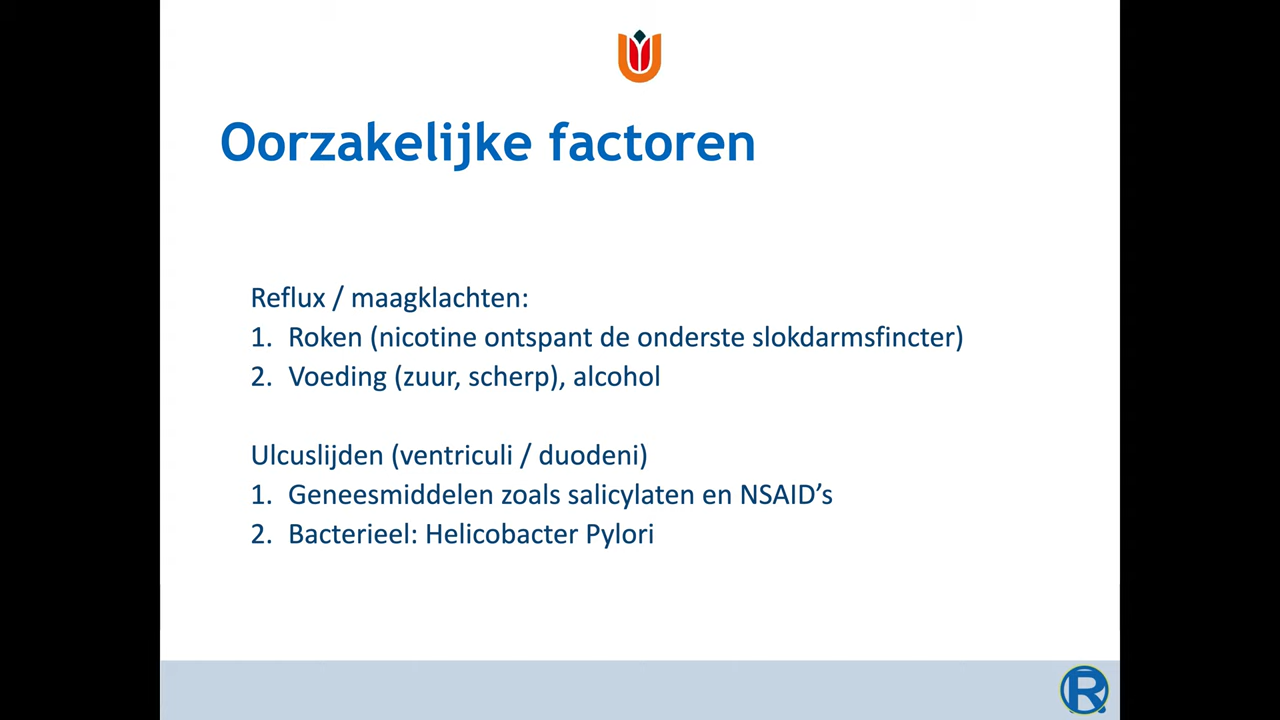 Oorzakelijke factoren
Reflux / maagklachten:
1. Roken (nicotine ontspant de onderste slokdarmsfincter)
2. Voeding (zuur, scherp), alcohol
Ulcuslijden (ventriculi / duodeni)
1. Geneesmiddelen zoals salicylaten en NSAID’s
2. Bacterieel: Helicobacter Pylori
R